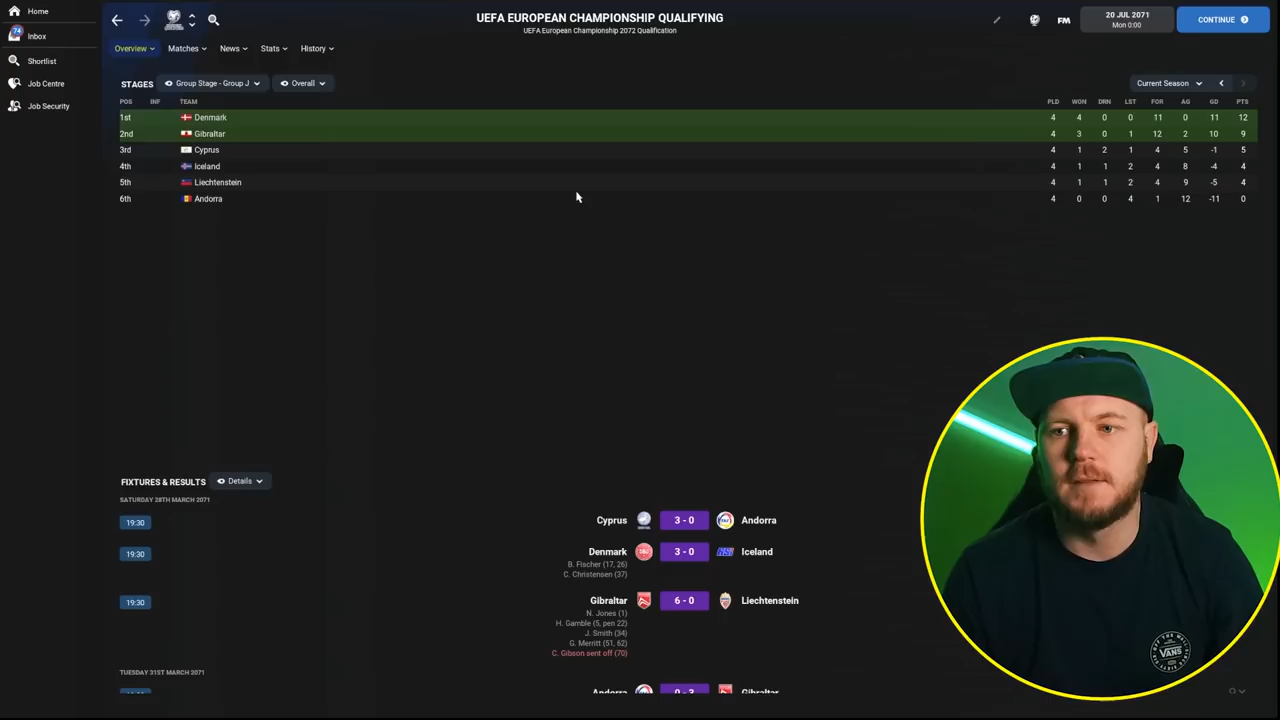 Home
74
Inbox
Shortlist
Job Centre
Job Security
UEFA EUROPEAN CHAMPIONSHIP QUALIFYING
UEFA European Championship 2072 Qualification
FM
20 JUL 2071
Mon 0:00
CONTINUE
Overview Matches News Stats History
STAGES Group Stage - Group J Overall Current Season
POS INF TEAM PLD WON DRN LST FOR AG GD PTS
1st Denmark 4 4 0 0 11 0 11 12
2nd Gibraltar 4 3 0 1 12 2 10 9
3rd Cyprus 4 1 2 1 4 5 -1 5
4th Iceland 4 1 1 2 4 8 -4 4
5th Liechtenstein 4 1 1 2 4 9 -5 4
6th Andorra 4 0 0 4 1 12 -11 0
FIXTURES & RESULTS Details
SATURDAY 28TH MARCH 2071
19:30 Cyprus 3 - 0 Andorra
19:30 Denmark 3 - 0 Iceland
B. Fischer (17, 26)
C. Christensen (37)
19:30 Gibraltar 6 - 0 Liechtenstein
N. Jones (1)
H. Gamble (5, pen 22)
J. Smith (34)
G. Merritt (51, 62)
C. Gibson sent off (70)
TUESDAY 31ST MARCH 2071
Andorra 0 - 3 Gibraltar
VANS